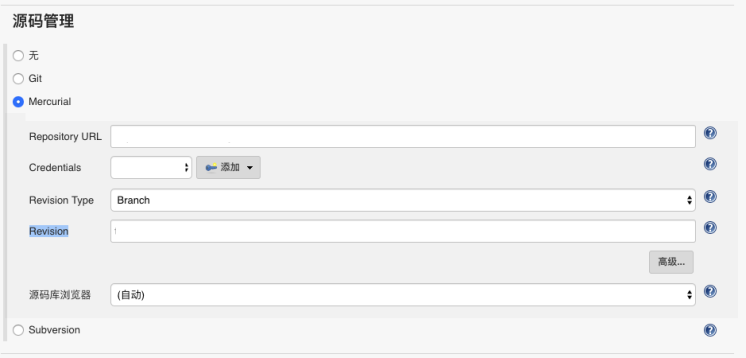 源码管理
无
Git
Mercurial
Repository URL
Credentials 添加
Revision Type Branch
Revision
高级...
源码库浏览器 (自动)
Subversion